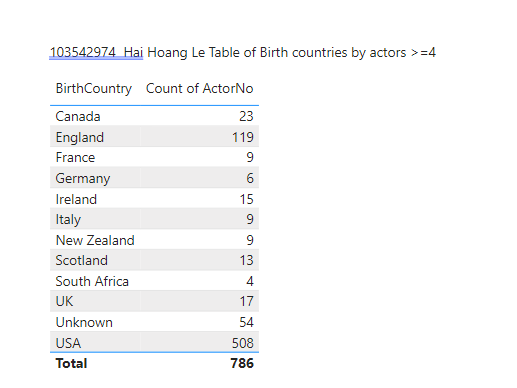 103542974 Hai Hoang Le Table of Birth countries by actors >=4
BirthCountry Count of ActorNo
Canada 23
England 119
France 9
Germany 6
Ireland 15
Italy 9
New Zealand 9
Scotland 13
South Africa 4
UK 17
Unknown 54
USA 508
Total 786